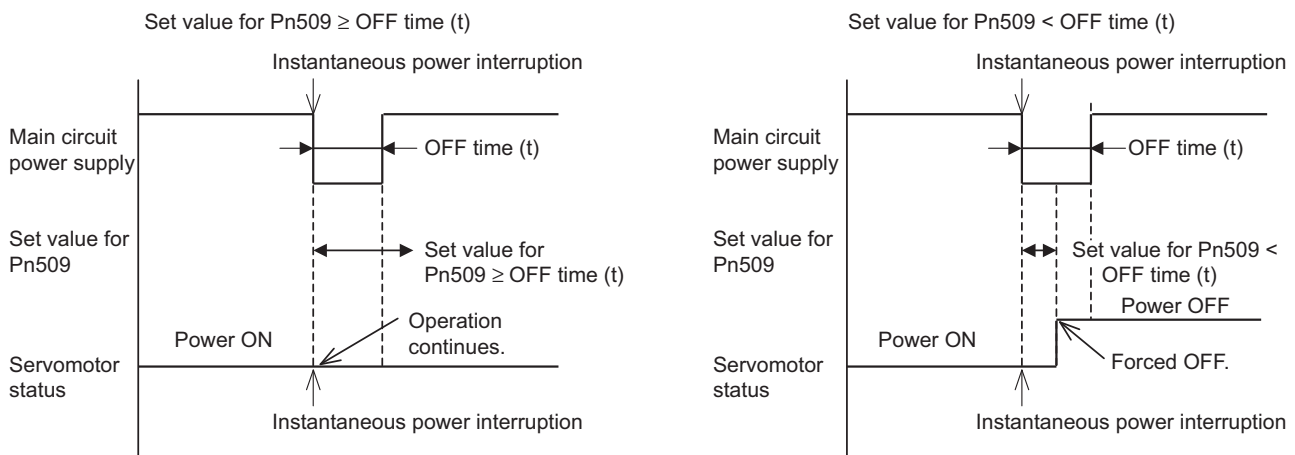 Set value for Pn509 ≥ OFF time (t)
Instantaneous power interruption
Main circuit
power supply
OFF time (t)
Set value for
Pn509
Set value for
Pn509 ≥ OFF time (t)
Operation
continues.
Power ON
Servomotor
status
Instantaneous power interruption
Set value for Pn509 < OFF time (t)
Instantaneous power interruption
Main circuit
power supply
OFF time (t)
Set value for
Pn509
Set value for Pn509 <
OFF time (t)
Power OFF
Power ON
Forced OFF.
Servomotor
status
Instantaneous power interruption